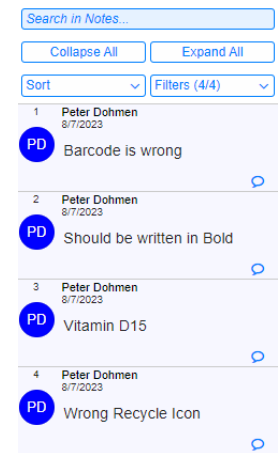 Search in Notes...
Collapse All
Expand All
Sort
Filters (4/4)
1
Peter Dohmen
8/7/2023
PD
Barcode is wrong
2
Peter Dohmen
8/7/2023
PD
Should be written in Bold
3
Peter Dohmen
8/7/2023
PD
Vitamin D15
4
Peter Dohmen
8/7/2023
PD
Wrong Recycle Icon